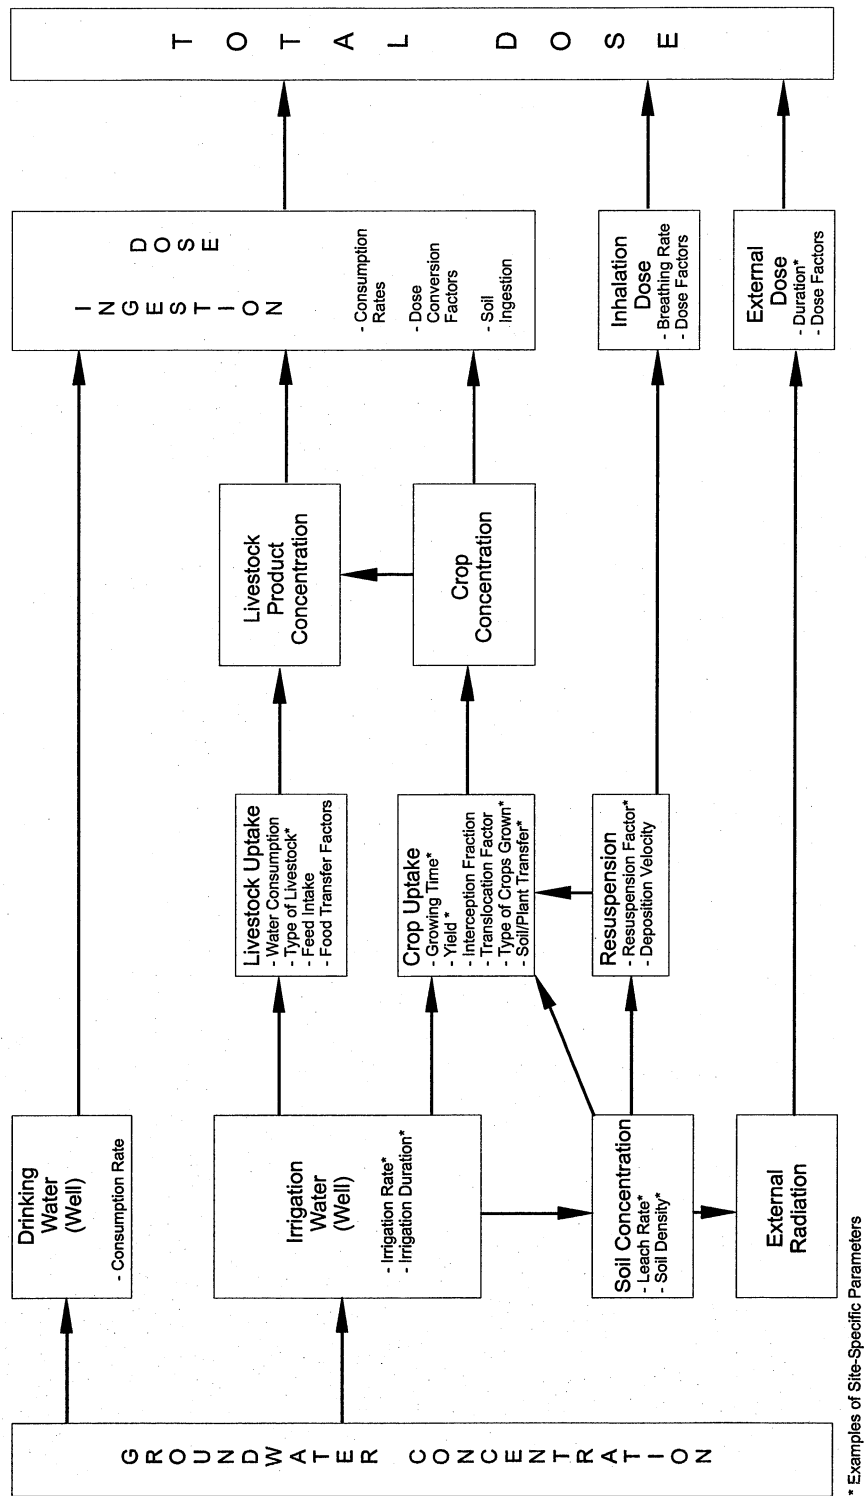 GROUNDWATER CONCENTRATION
Drinking
Water
(Well)
- Consumption Rate
Irrigation
Water
(Well)
- Irrigation Rate*
- Irrigation Duration*
Soil Concentration
- Leach Rate*
- Soil Density*
External
Radiation
Livestock Uptake
- Water Consumption
- Type of Livestock*
- Feed Intake
- Food Transfer Factors
Crop Uptake
- Growing Time*
- Yield *
- Interception Fraction
- Translocation Factor
- Type of Crops Grown*
- Soil/Plant Transfer*
Resuspension
- Resuspension Factor*
- Deposition Velocity
Livestock
Product
Concentration
Crop
Concentration
INGESTION
DOSE
- Consumption
Rates
- Dose
Conversion
Factors
- Soil
Ingestion
Inhalation
Dose
- Breathing Rate
- Dose Factors
External
Dose
- Duration*
- Dose Factors
TOTAL DOSE
* Examples of Site-Specific Parameters